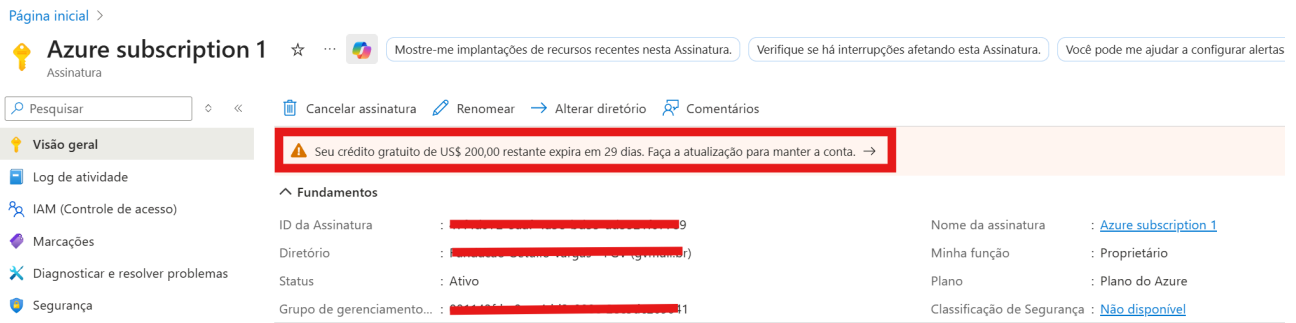 Página inicial >
Azure subscription 1
Assinatura
Mostre-me implantações de recursos recentes nesta Assinatura.
Verifique se há interrupções afetando esta Assinatura.
Você pode me ajudar a configurar alertas
Pesquisar
Cancelar assinatura
Renomear
Alterar diretório
Comentários
Visão geral
Seu crédito gratuito de US$ 200,00 restante expira em 29 dias. Faça a atualização para manter a conta. →
Log de atividade
Fundamentos
IAM (Controle de acesso)
ID da Assinatura :
Nome da assinatura : Azure subscription 1
Marcações
Diretório :
Minha função : Proprietário
Diagnosticar e resolver problemas
Status : Ativo
Plano : Plano do Azure
Segurança
Grupo de gerenciamento... :
Classificação de Segurança : Não disponível